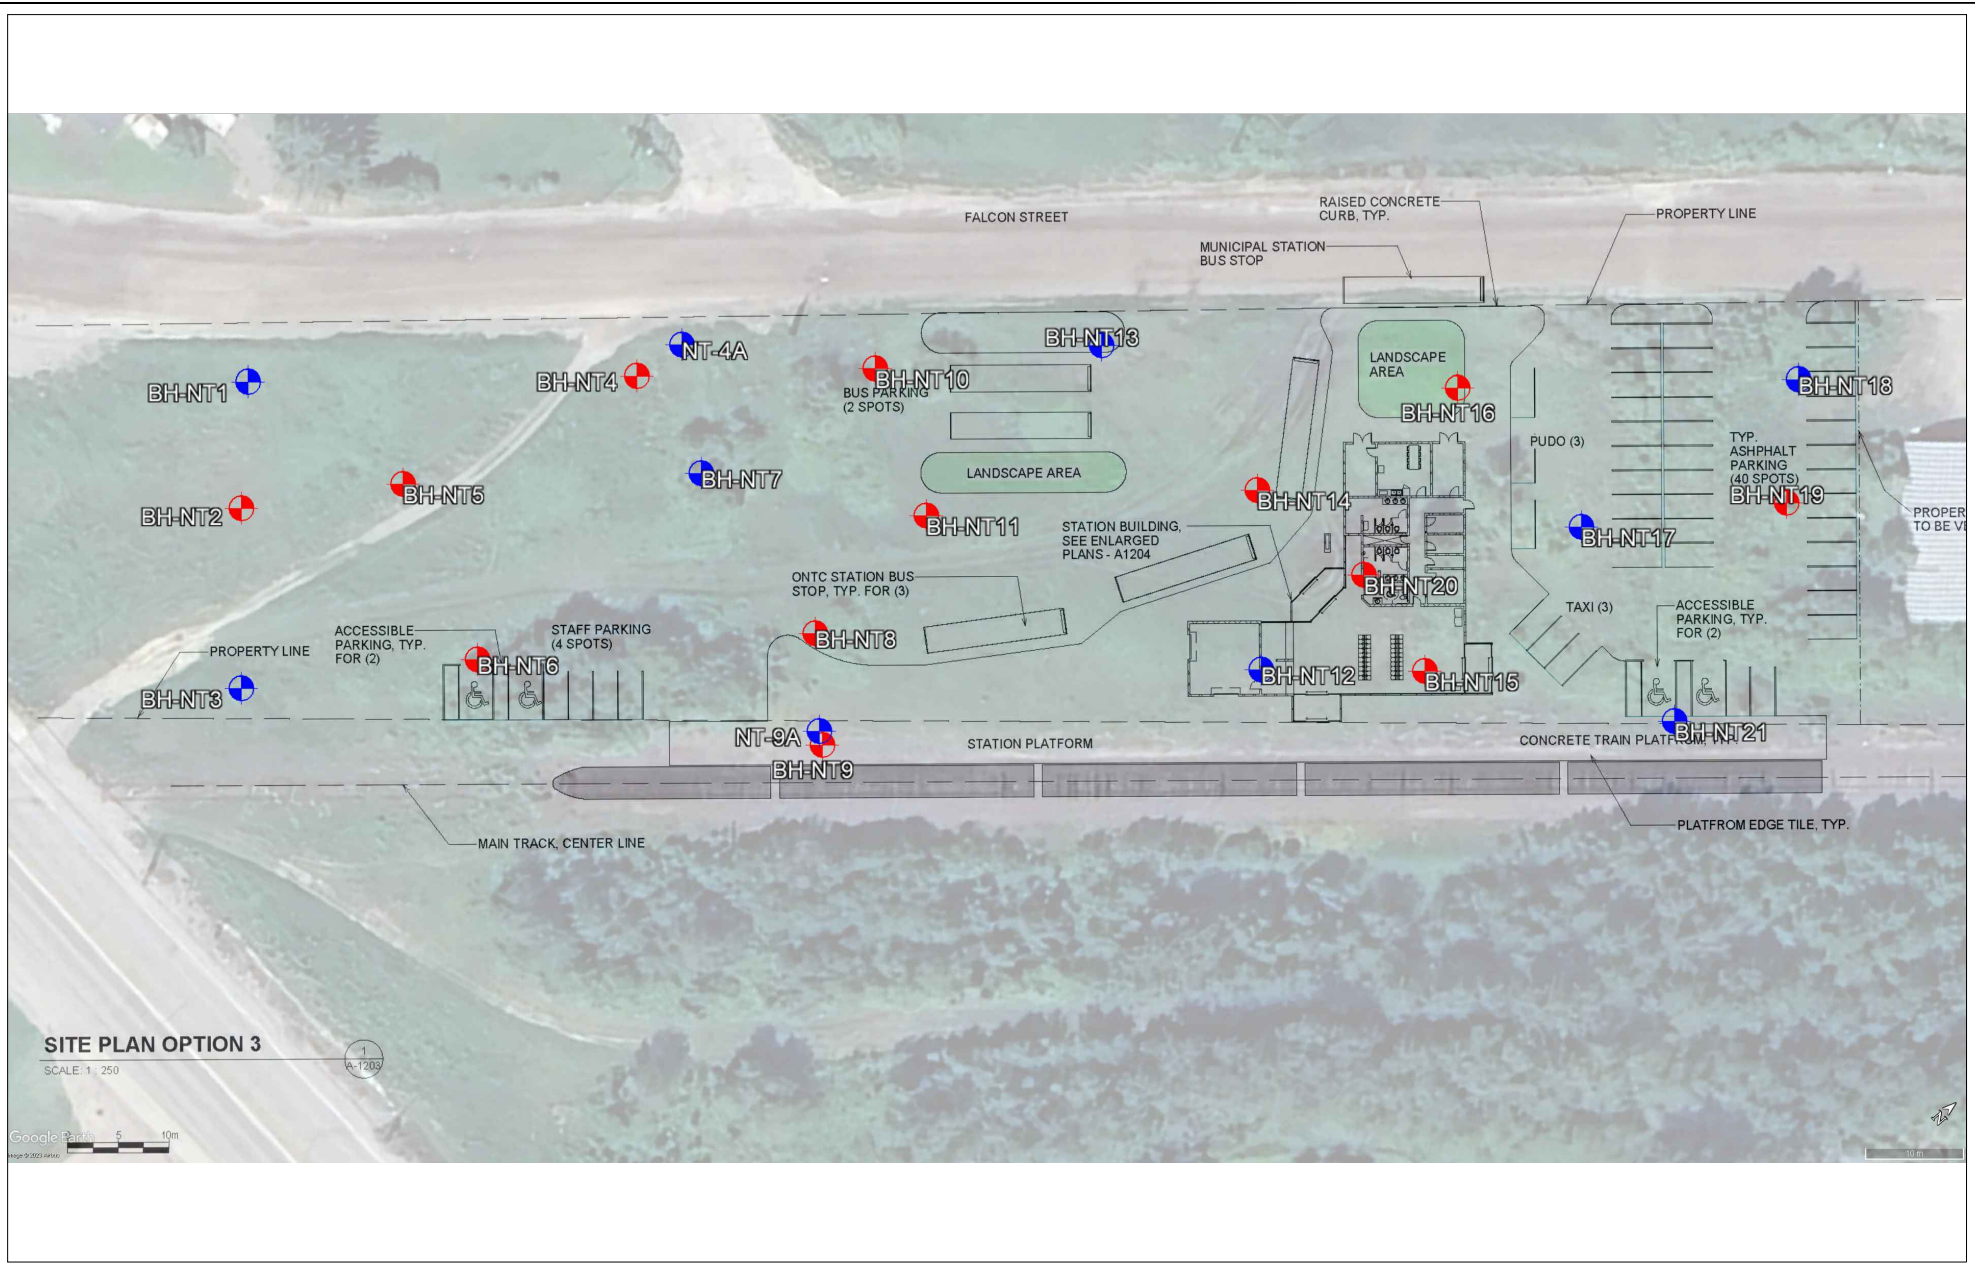 FALCON STREET
RAISED CONCRETE
CURB, TYP.
PROPERTY LINE
MUNICIPAL STATION
BUS STOP
NT-4A
BH-NT13
BH-NT1
BH-NT4
BH-NT10
BUS PARKING
(2 SPOTS)
LANDSCAPE
AREA
BH-NT16
BH-NT18
PUDO (3)
TYP.
ASHPHALT
PARKING
(40 SPOTS)
BH-NT19
BH-NT7
LANDSCAPE AREA
BH-NT5
BH-NT2
BH-NT11
BH-NT14
STATION BUILDING,
SEE ENLARGED
PLANS - A1204
BH-NT17
PROPER
TO BE VE
ONTC STATION BUS
STOP, TYP. FOR (3)
BH-NT20
TAXI (3)
ACCESSIBLE
PARKING, TYP.
FOR (2)
ACCESSIBLE
PARKING, TYP.
FOR (2)
STAFF PARKING
(4 SPOTS)
BH-NT8
PROPERTY LINE
BH-NT6
BH-NT12
BH-NT15
BH-NT3
NT-9A
BH-NT9
STATION PLATFORM
BH-NT21
CONCRETE TRAIN PLATFROM, TYP.
MAIN TRACK, CENTER LINE
PLATFROM EDGE TILE, TYP.
SITE PLAN OPTION 3
SCALE: 1 : 250
1
A-1203
Google Earth
5 10m
Image © 2023 Airbus
N
10 m